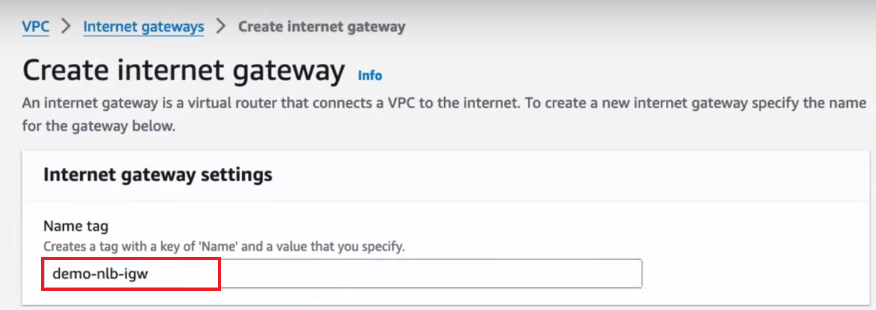 VPC > Internet gateways > Create internet gateway
Create internet gateway Info
An internet gateway is a virtual router that connects a VPC to the internet. To create a new internet gateway specify the name
for the gateway below.
Internet gateway settings
Name tag
Creates a tag with a key of 'Name' and a value that you specify.
demo-nlb-igw